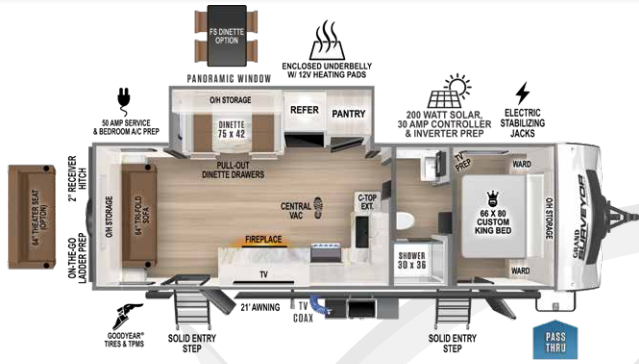 FS DINETTE
OPTION
PANORAMIC WINDOW
ENCLOSED UNDERBELLY
W/ 12V HEATING PADS
50 AMP SERVICE
& BEDROOM A/C PREP
200 WATT SOLAR,
30 AMP CONTROLLER
& INVERTER PREP
ELECTRIC
STABILIZING
JACKS
O/H STORAGE
DINETTE
75 x 42
REFER
PANTRY
PULL-OUT
DINETTE DRAWERS
64" THEATER SEAT
(OPTION)
2" RECEIVER
HITCH
ON-THE-GO
LADDER PREP
O/H STORAGE
64" TRI-FOLD
SOFA
CENTRAL
VAC
C-TOP
EXT.
FIREPLACE
TV
TV
PREP
WARD
66 X 80
CUSTOM
KING BED
O/H STORAGE
WARD
SHOWER
30 x 36
GRAND
SURVEYOR
GOODYEAR®
TIRES & TPMS
SOLID ENTRY
STEP
21' AWNING
TV
COAX
SOLID ENTRY
STEP
PASS
THRU